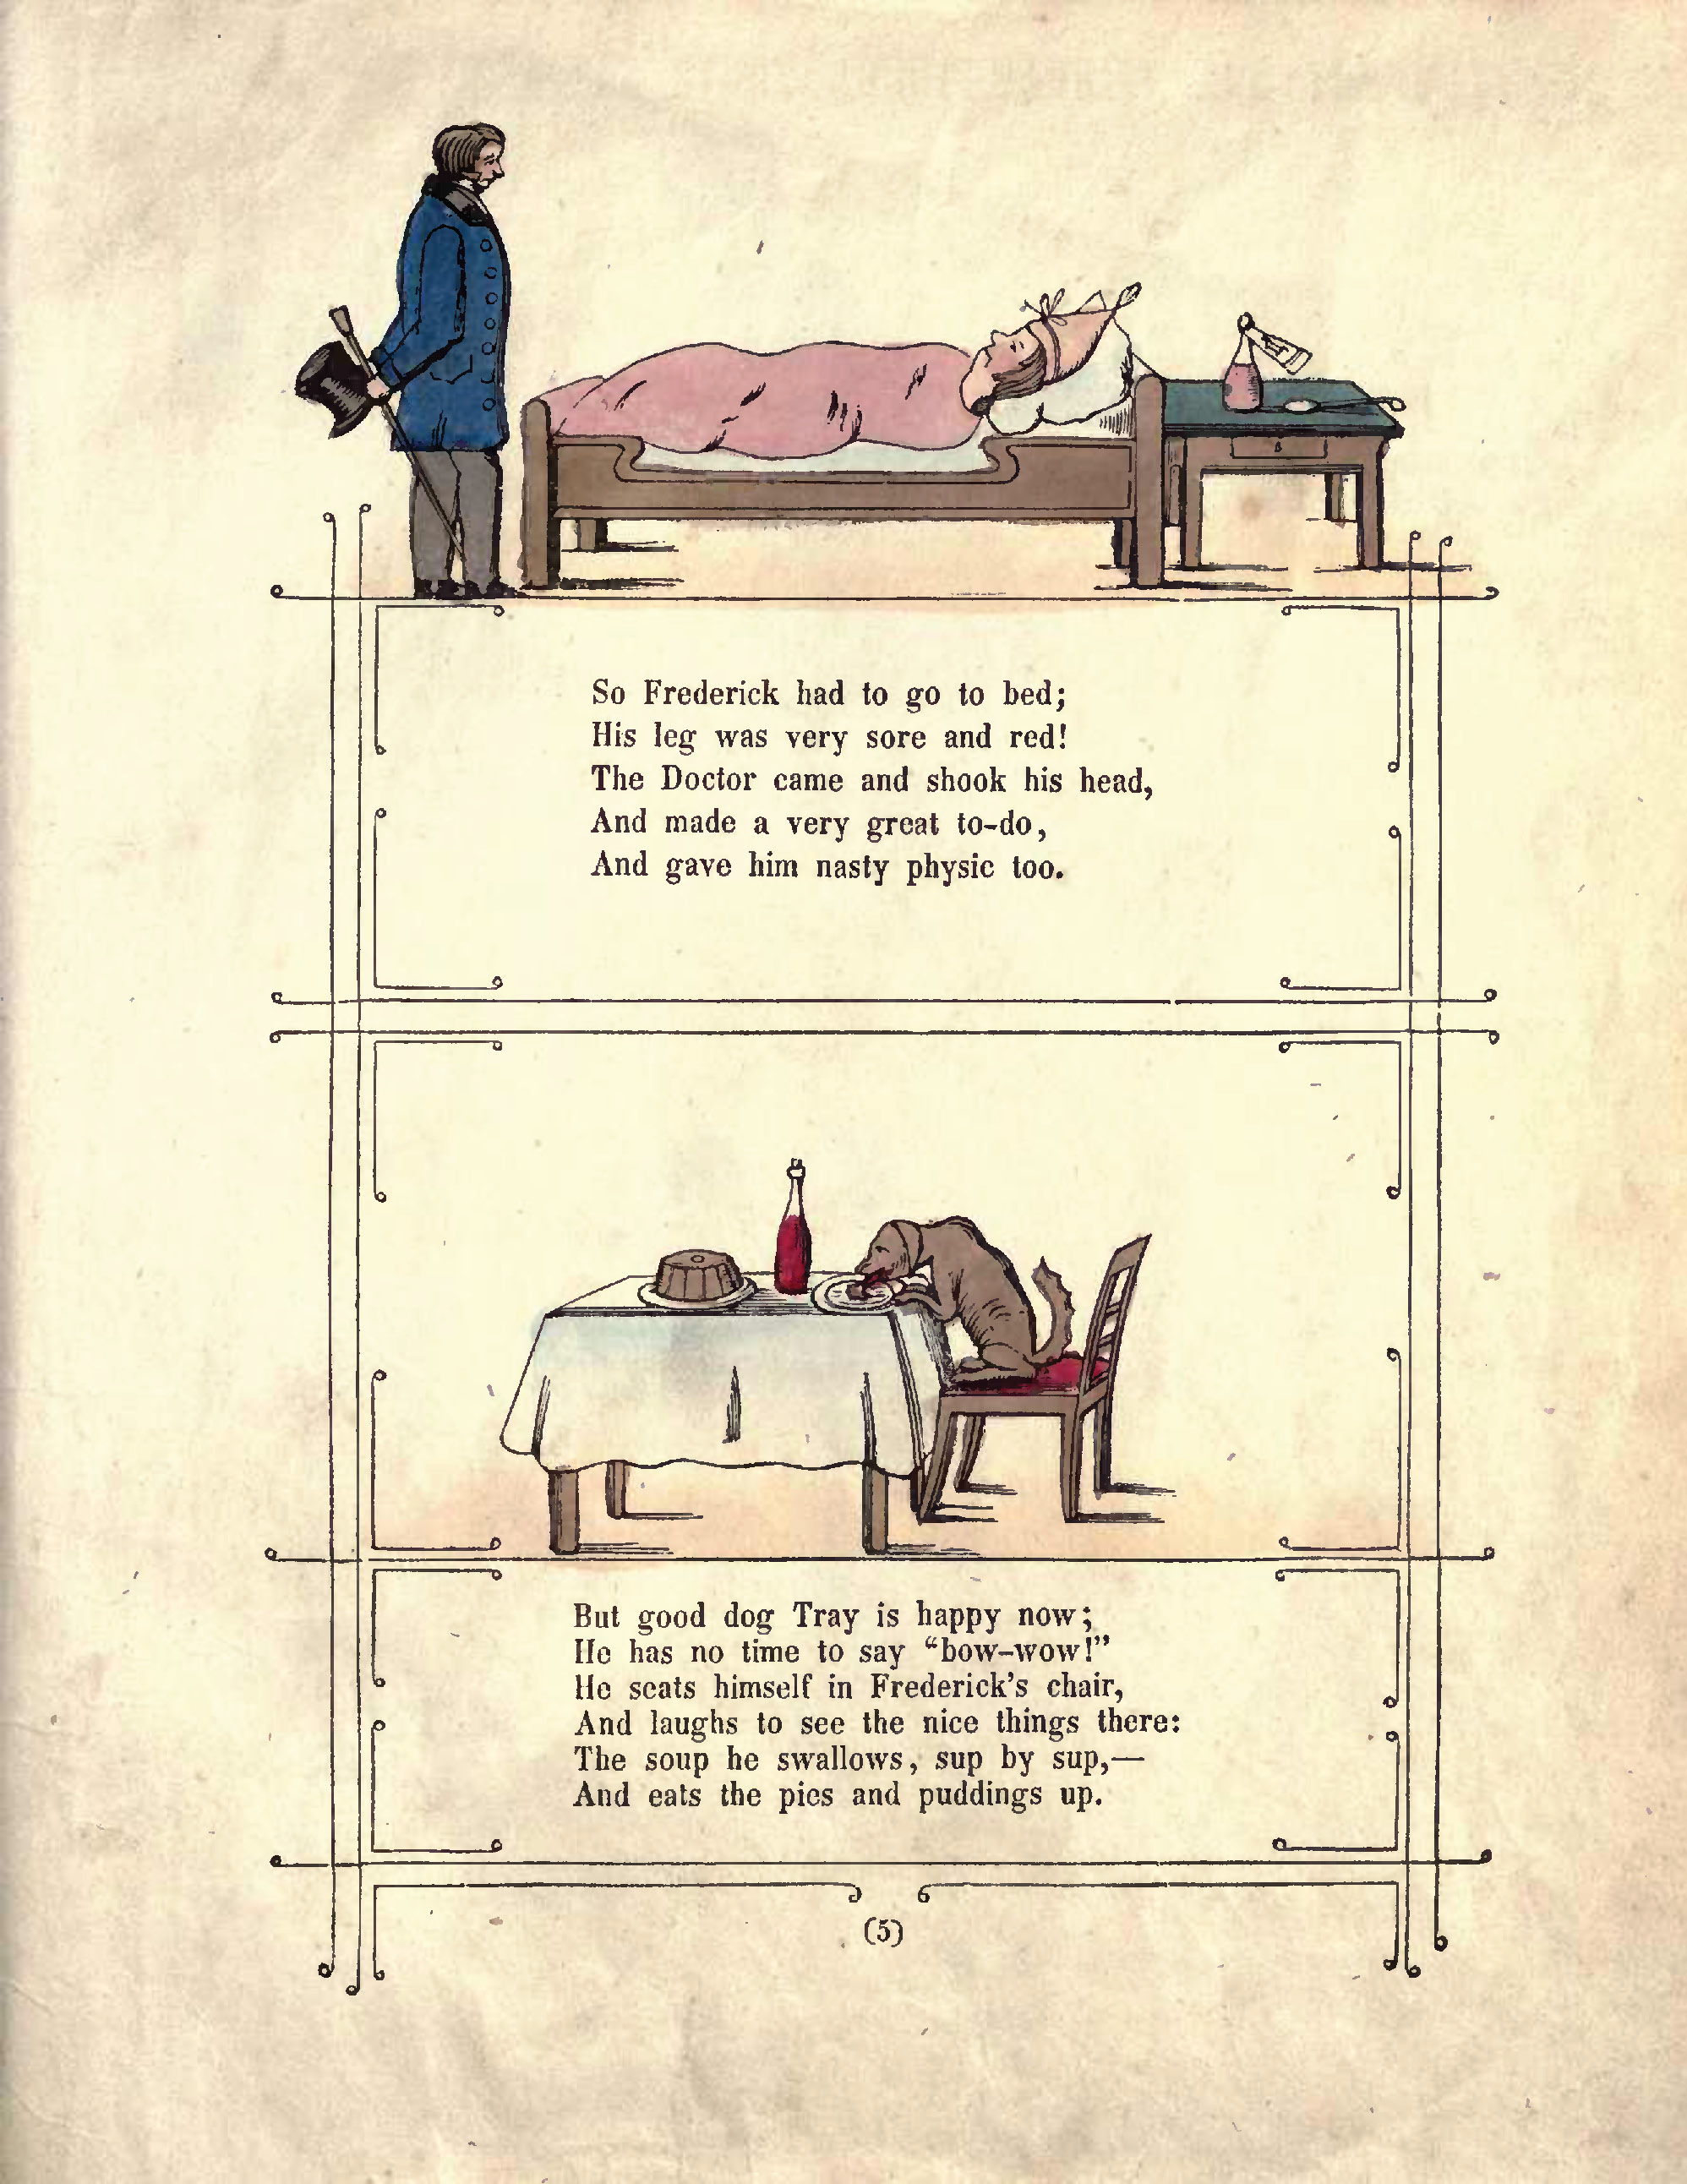 So Frederick had to go to bed;
His leg was very sore and red!
The Doctor came and shook his head,
And made a very great to-do,
And gave him nasty physic too.
But good dog Tray is happy now;
He has no time to say “bow-wow!”
He seats himself in Frederick’s chair,
And laughs to see the nice things there:
The soup he swallows, sup by sup,—
And eats the pies and puddings up.
(5)